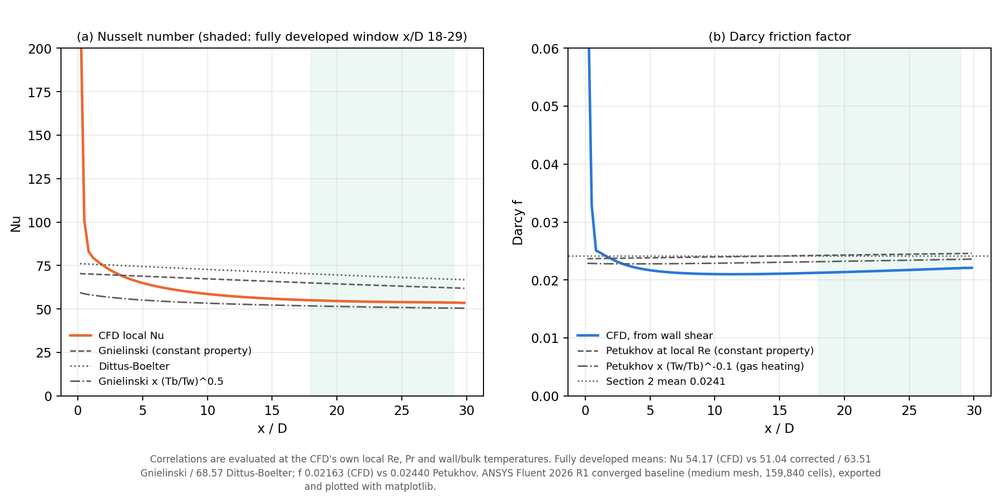 (a) Nusselt number (shaded: fully developed window x/D 18-29)
200
175
150
125
100
75
50
25
0
Nu
CFD local Nu
Gnielinski (constant property)
Dittus-Boelter
Gnielinski x (Tb/Tw)^0.5
0 5 10 15 20 25 30
x / D
(b) Darcy friction factor
0.06
0.05
0.04
0.03
0.02
0.01
0.00
Darcy f
CFD, from wall shear
Petukhov at local Re (constant property)
Petukhov x (Tw/Tb)^-0.1 (gas heating)
Section 2 mean 0.0241
0 5 10 15 20 25 30
x / D
Correlations are evaluated at the CFD's own local Re, Pr and wall/bulk temperatures. Fully developed means: Nu 54.17 (CFD) vs 51.04 corrected / 63.51
Gnielinski / 68.57 Dittus-Boelter; f 0.02163 (CFD) vs 0.02440 Petukhov. ANSYS Fluent 2026 R1 converged baseline (medium mesh, 159,840 cells), exported
and plotted with matplotlib.